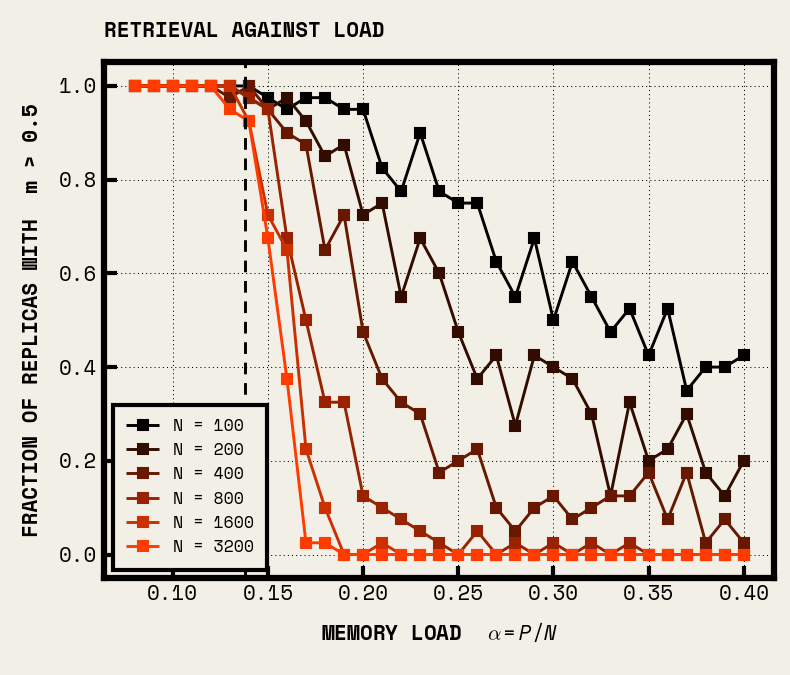 RETRIEVAL AGAINST LOAD
FRACTION OF REPLICAS WITH m > 0.5
1.0
0.8
0.6
0.4
0.2
0.0
N = 100
N = 200
N = 400
N = 800
N = 1600
N = 3200
0.10 0.15 0.20 0.25 0.30 0.35 0.40
MEMORY LOAD α=P/N